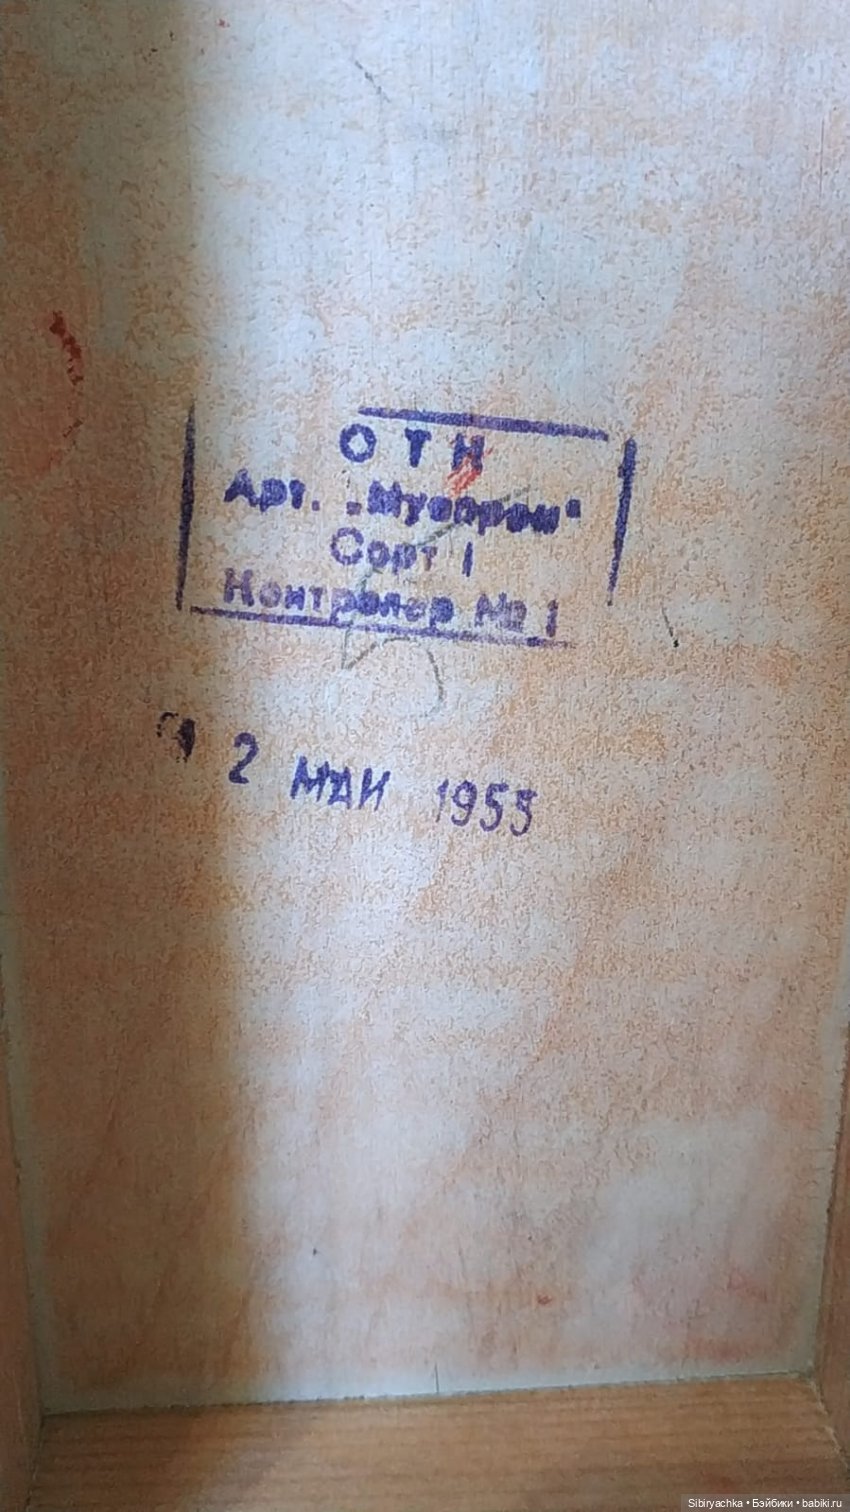 ОТК
Арт. „Музпром“
Сорт I
Контролер № 1
2 МАЙ 1955
Sibiryachka • Бэйбики • babiki.ru